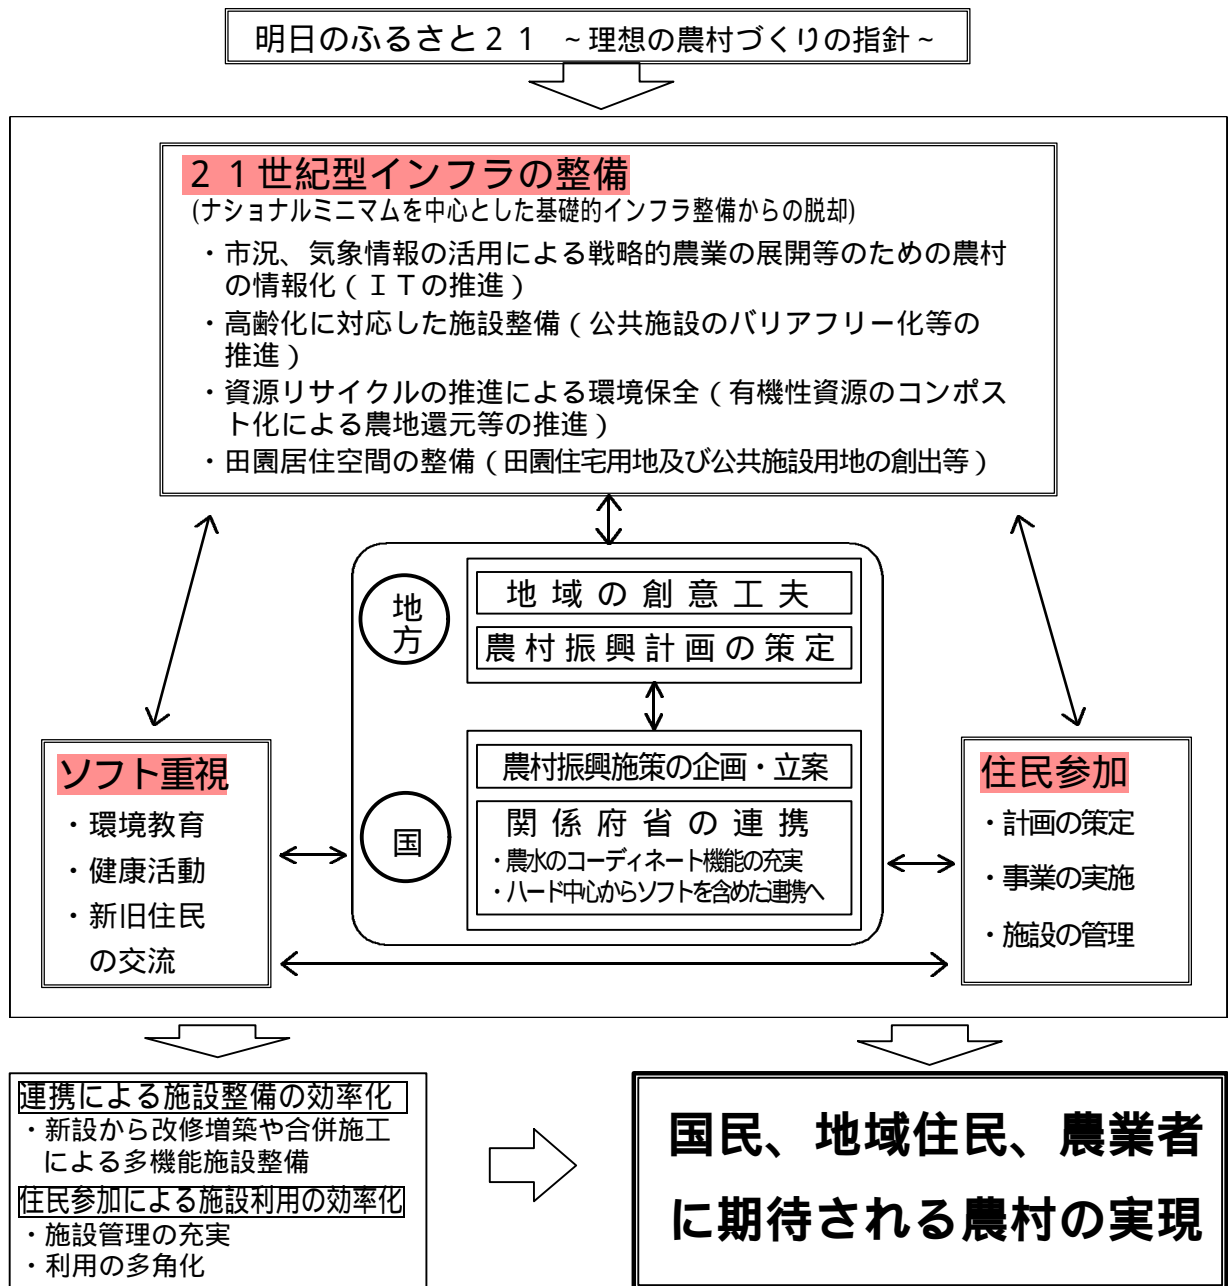 明日のふるさと２１　~理想の農村づくりの指針~
２１世紀型インフラの整備
(ナショナルミニマムを中心とした基礎的インフラ整備からの脱却)
・市況、気象情報の活用による戦略的農業の展開等のための農村
の情報化（ＩＴの推進）
・高齢化に対応した施設整備（公共施設のバリアフリー化等の
推進）
・資源リサイクルの推進による環境保全（有機性資源のコンポス
ト化による農地還元等の推進）
・田園居住空間の整備（田園住宅用地及び公共施設用地の創出等）
地方
地域の創意工夫
農村振興計画の策定
国
農村振興施策の企画・立案
関係府省の連携
・農水のコーディネート機能の充実
・ハード中心からソフトを含めた連携へ
ソフト重視
・環境教育
・健康活動
・新旧住民
の交流
住民参加
・計画の策定
・事業の実施
・施設の管理
連携による施設整備の効率化
・新設から改修増築や合併施工
による多機能施設整備
住民参加による施設利用の効率化
・施設管理の充実
・利用の多角化
国民、地域住民、農業者
に期待される農村の実現